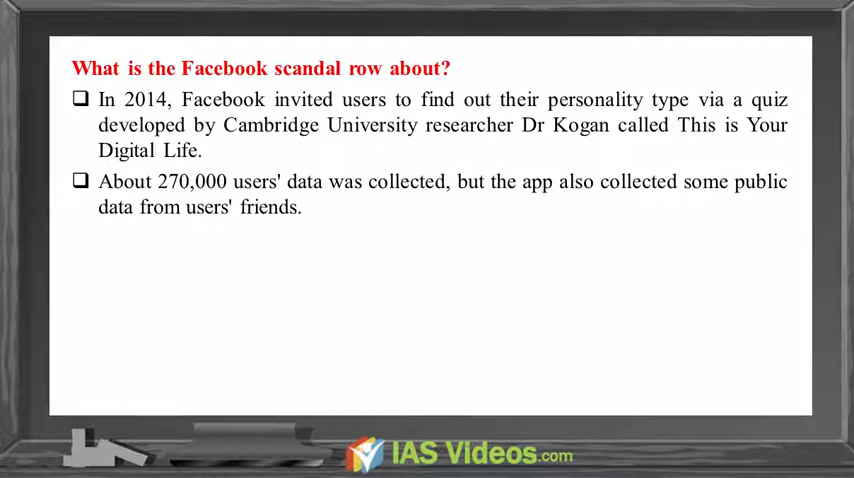 What is the Facebook scandal row about?
❑ In 2014, Facebook invited users to find out their personality type via a quiz
developed by Cambridge University researcher Dr Kogan called This is Your
Digital Life.
❑ About 270,000 users' data was collected, but the app also collected some public
data from users' friends.
IAS Videos.com